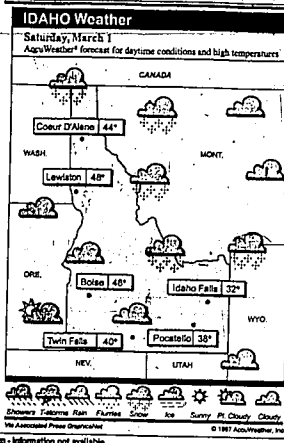 IDAHO Weather
Saturday, March 1
AccuWeather® forecast for daytime conditions and high temperatures
CANADA
Coeur D'Alene 44°
WASH.
MONT.
Lewiston 48°
ORE.
Boise 46°
Idaho Falls 32°
WYO.
Twin Falls 40°
Pocatello 38°
NEV.
UTAH
Showers T-storms Rain Flurries Snow Ice Sunny Pt. Cloudy Cloudy
Via Associated Press GraphicsNet
© 1997 AccuWeather, Inc
- Information not available